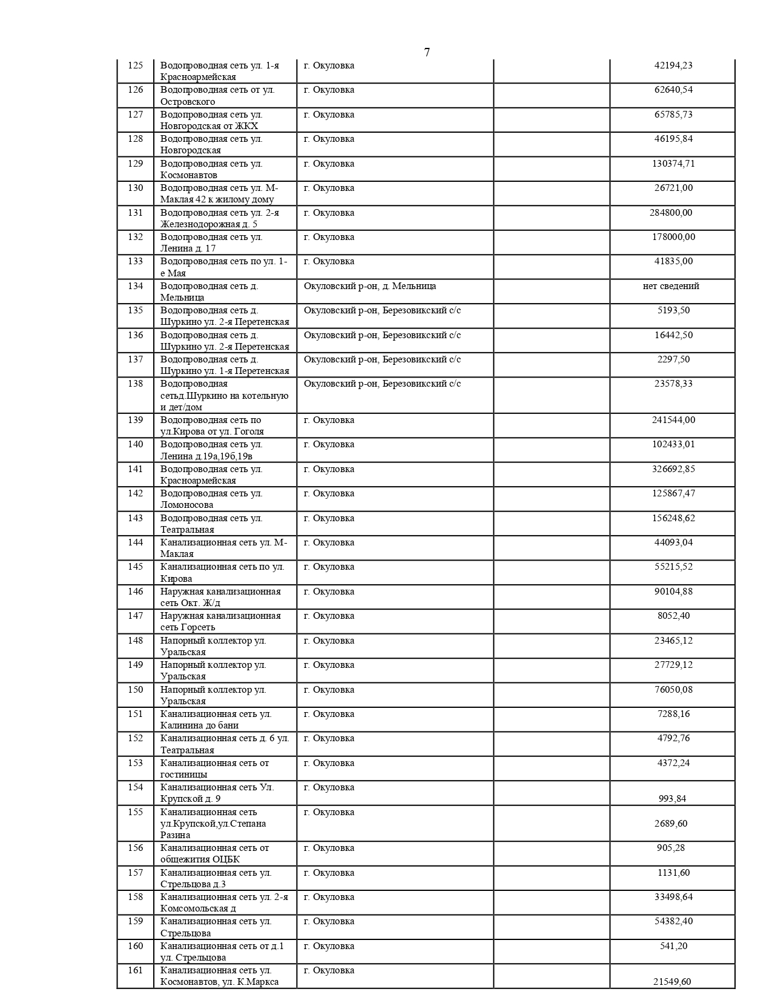 7
125 Водопроводная сеть ул. 1-я г. Окуловка 42194,23
Красноармейская
126 Водопроводная сеть от ул. г. Окуловка 62640,54
Островского
127 Водопроводная сеть ул. г. Окуловка 65785,73
Новгородская от ЖКХ
128 Водопроводная сеть ул. г. Окуловка 46195,84
Новгородская
129 Водопроводная сеть ул. г. Окуловка 130374,71
Космонавтов
130 Водопроводная сеть ул. М- г. Окуловка 26721,00
Маклая 42 к жилому дому
131 Водопроводная сеть ул. 2-я г. Окуловка 284800,00
Железнодорожная д. 5
132 Водопроводная сеть ул. г. Окуловка 178000,00
Ленина д. 17
133 Водопроводная сеть по ул. 1- г. Окуловка 41835,00
е Мая
134 Водопроводная сеть д. Окуловский р-он, д. Мельница нет сведений
Мельница
135 Водопроводная сеть д. Окуловский р-он, Березовикский с/с 5193,50
Шуркино ул. 2-я Перетенская
136 Водопроводная сеть д. Окуловский р-он, Березовикский с/с 16442,50
Шуркино ул. 2-я Перетенская
137 Водопроводная сеть д. Окуловский р-он, Березовикский с/с 2297,50
Шуркино ул. 1-я Перетенская
138 Водопроводная Окуловский р-он, Березовикский с/с 23578,33
сетьд.Шуркино на котельную
и дет/дом
139 Водопроводная сеть по г. Окуловка 241544,00
ул.Кирова от ул. Гоголя
140 Водопроводная сеть ул. г. Окуловка 102433,01
Ленина д.19а,19б,19в
141 Водопроводная сеть ул. г. Окуловка 326692,85
Красноармейская
142 Водопроводная сеть ул. г. Окуловка 125867,47
Ломоносова
143 Водопроводная сеть ул. г. Окуловка 156248,62
Театральная
144 Канализационная сеть ул. М- г. Окуловка 44093,04
Маклая
145 Канализационная сеть по ул. г. Окуловка 55215,52
Кирова
146 Наружная канализационная г. Окуловка 90104,88
сеть Окт. Ж/д
147 Наружная канализационная г. Окуловка 8052,40
сеть Горсеть
148 Напорный коллектор ул. г. Окуловка 23465,12
Уральская
149 Напорный коллектор ул. г. Окуловка 27729,12
Уральская
150 Напорный коллектор ул. г. Окуловка 76050,08
Уральская
151 Канализационная сеть ул. г. Окуловка 7288,16
Калинина до бани
152 Канализационная сеть д. 6 ул. г. Окуловка 4792,76
Театральная
153 Канализационная сеть от г. Окуловка 4372,24
гостиницы
154 Канализационная сеть Ул. г. Окуловка
Крупской д. 9 993,84
155 Канализационная сеть г. Окуловка
ул.Крупской,ул.Степана 2689,60
Разина
156 Канализационная сеть от г. Окуловка 905,28
общежития ОЦБК
157 Канализационная сеть ул. г. Окуловка 1131,60
Стрельцова д.3
158 Канализационная сеть ул. 2-я г. Окуловка 33498,64
Комсомольская д
159 Канализационная сеть ул. г. Окуловка 54382,40
Стрельцова
160 Канализационная сеть от д.1 г. Окуловка 541,20
ул. Стрельцова
161 Канализационная сеть ул. г. Окуловка
Космонавтов, ул. К.Маркса 21549,60